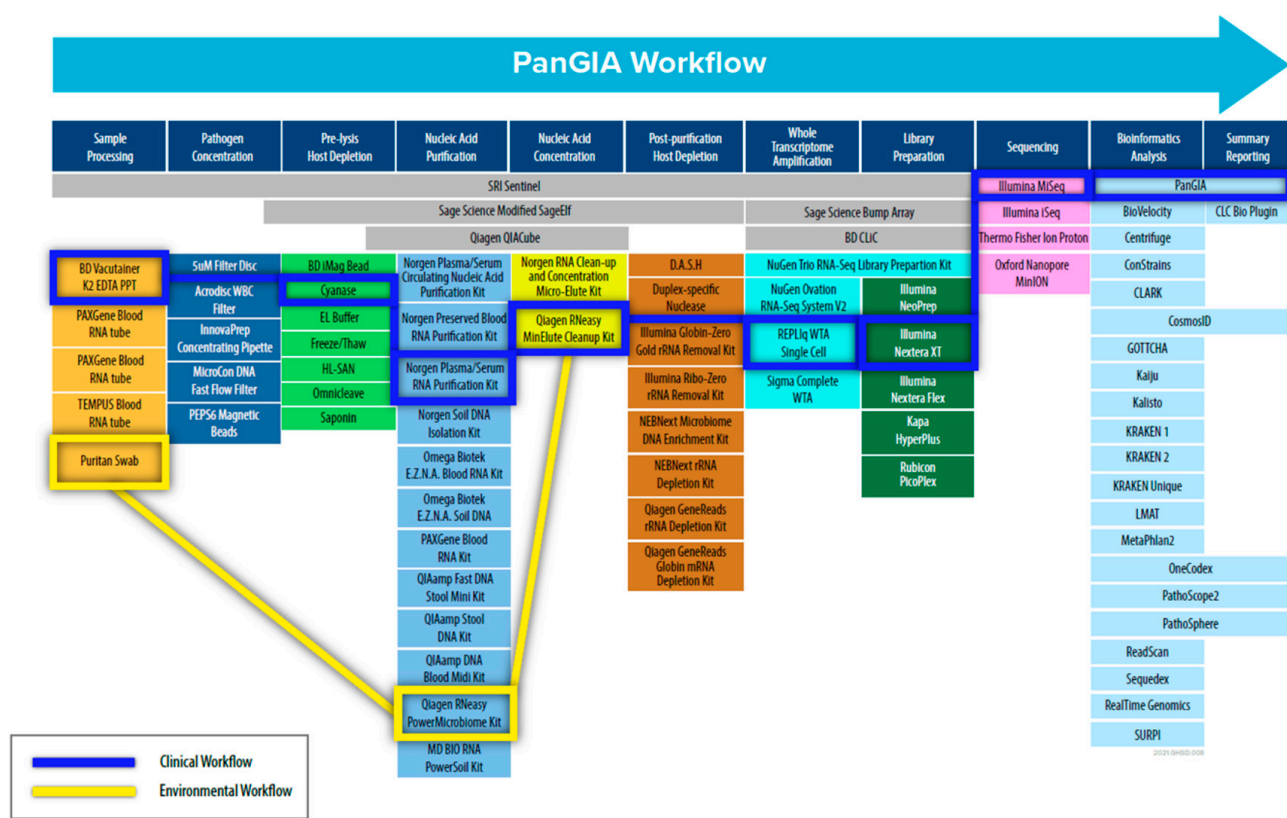 PanGIA Workflow
Sample
Processing
Pathogen
Concentration
Pre-lysis
Host Depletion
Nucleic Acid
Purification
Nucleic Acid
Concentration
Post-purification
Host Depletion
Whole
Transcriptome
Amplification
Library
Preparation
Sequencing
Bioinformatics
Analysis
Summary
Reporting
SRI Sentinel
Illumina MiSeq
PanGIA
Sage Science Modified SageElf
Sage Science Bump Array
Illumina iSeq
BioVelocity
CLC Bio Plugin
Qiagen QIACube
BD CLiC
Thermo Fisher Ion Proton
Centrifuge
BD Vacutainer
K2 EDTA PPT
PAXGene Blood
RNA tube
PAXGene Blood
RNA tube
TEMPUS Blood
RNA tube
Puritan Swab
5uM Filter Disc
Acrodisc WBC
Filter
InnovaPrep
Concentrating Pipette
MicroCon DNA
Fast Flow Filter
PEPS6 Magnetic
Beads
BD iMag Bead
Cyanase
EL Buffer
Freeze/Thaw
HL-SAN
Omnicleave
Saponin
Norgen Plasma/Serum
Circulating Nucleic Acid
Purification Kit
Norgen Preserved Blood
RNA Purification Kit
Norgen Plasma/Serum
RNA Purification Kit
Norgen Soil DNA
Isolation Kit
Omega Biotek
E.Z.N.A. Blood RNA Kit
Omega Biotek
E.Z.N.A. Soil DNA
PAXGene Blood
RNA Kit
QIAamp Fast DNA
Stool Mini Kit
QIAamp Stool
DNA Kit
QIAamp DNA
Blood Midi Kit
Qiagen RNeasy
PowerMicrobiome Kit
MD BIO RNA
PowerSoil Kit
Norgen RNA Clean-up
and Concentration
Micro-Elute Kit
Qiagen RNeasy
MinElute Cleanup Kit
D.A.S.H
Duplex-specific
Nuclease
Illumina Globin-Zero
Gold rRNA Removal Kit
Illumina Ribo-Zero
rRNA Removal Kit
NEBNext Microbiome
DNA Enrichment Kit
NEBNext rRNA
Depletion Kit
Qiagen GeneReads
rRNA Depletion Kit
Qiagen GeneReads
Globin mRNA
Depletion Kit
NuGen Trio RNA-Seq Library Prepartion Kit
NuGen Ovation
RNA-Seq System V2
REPLIq WTA
Single Cell
Sigma Complete
WTA
Illumina
NeoPrep
Illumina
Nextera XT
Illumina
Nextera Flex
Kapa
HyperPlus
Rubicon
PicoPlex
Oxford Nanopore
MinION
ConStrains
CLARK
CosmosID
GOTTCHA
Kaiju
Kalisto
KRAKEN 1
KRAKEN 2
KRAKEN Unique
LMAT
MetaPhlan2
OneCodex
PathoScope2
PathoSphere
ReadScan
Sequedex
RealTime Genomics
SURPI
2021.GHSD.008
Clinical Workflow
Environmental Workflow